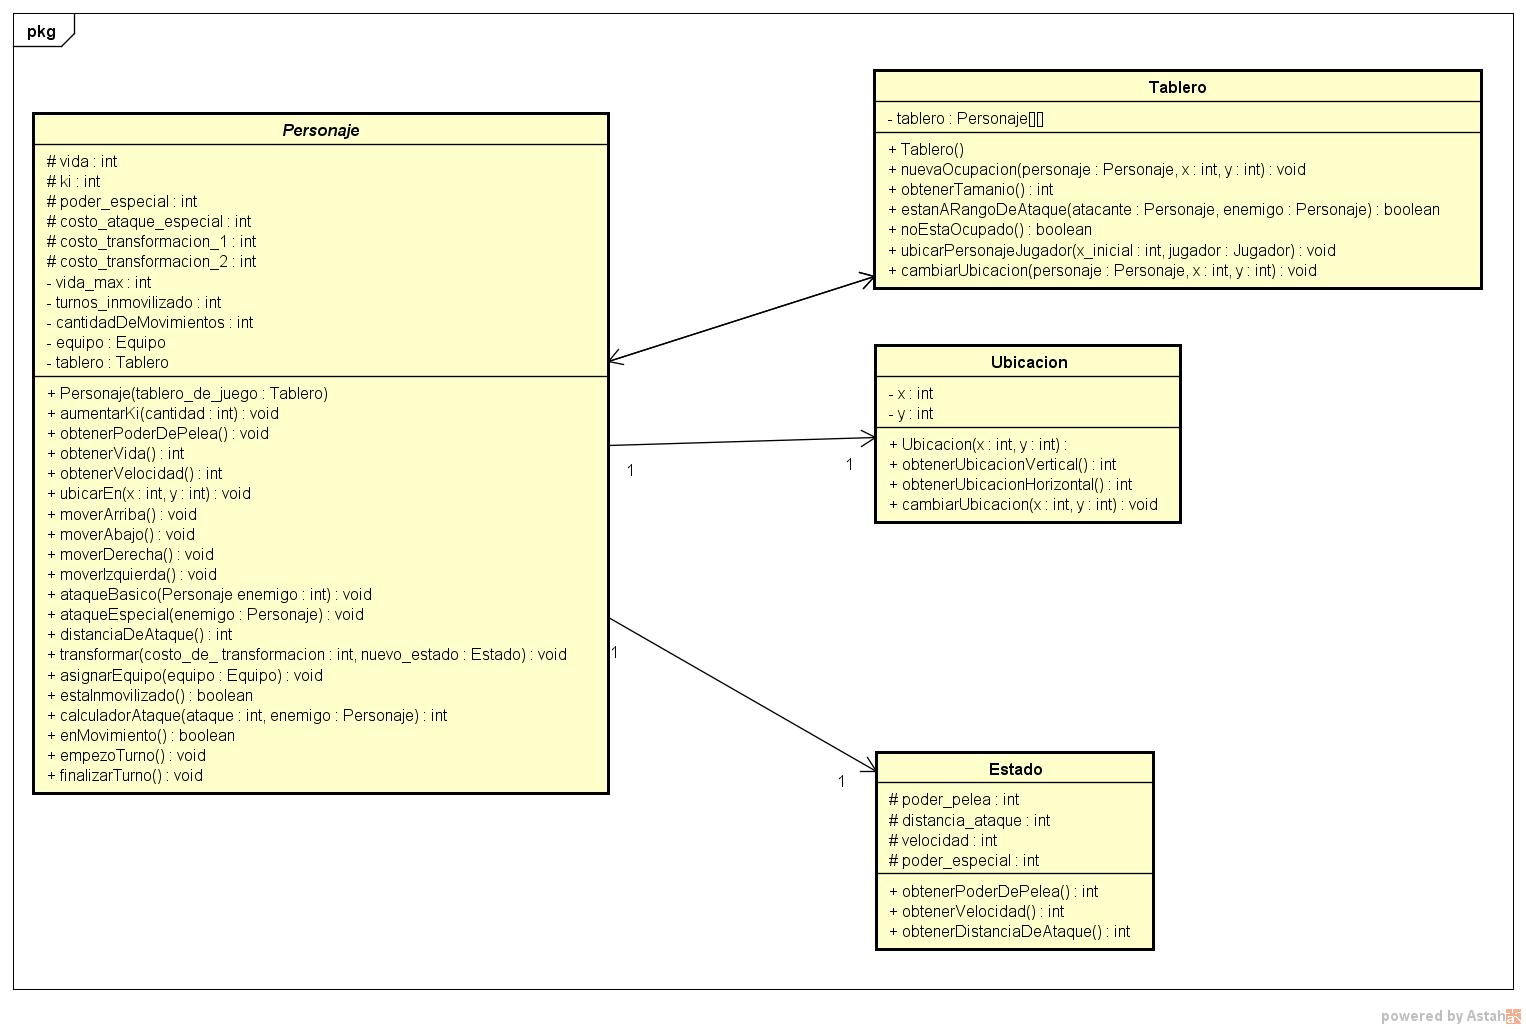 pkg
Personaje
# vida : int
# ki : int
# poder_especial : int
# costo_ataque_especial : int
# costo_transformacion_1 : int
# costo_transformacion_2 : int
- vida_max : int
- turnos_inmovilizado : int
- cantidadDeMovimientos : int
- equipo : Equipo
- tablero : Tablero
+ Personaje(tablero_de_juego : Tablero)
+ aumentarKi(cantidad : int) : void
+ obtenerPoderDePelea() : void
+ obtenerVida() : int
+ obtenerVelocidad() : int
+ ubicarEn(x : int, y : int) : void
+ moverArriba() : void
+ moverAbajo() : void
+ moverDerecha() : void
+ moverIzquierda() : void
+ ataqueBasico(Personaje enemigo : int) : void
+ ataqueEspecial(enemigo : Personaje) : void
+ distanciaDeAtaque() : int
+ transformar(costo_de_ transformacion : int, nuevo_estado : Estado) : void
+ asignarEquipo(equipo : Equipo) : void
+ estaInmovilizado() : boolean
+ calculadorAtaque(ataque : int, enemigo : Personaje) : int
+ enMovimiento() : boolean
+ empezoTurno() : void
+ finalizarTurno() : void
Tablero
- tablero : Personaje[][]
+ Tablero()
+ nuevaOcupacion(personaje : Personaje, x : int, y : int) : void
+ obtenerTamanio() : int
+ estanARangoDeAtaque(atacante : Personaje, enemigo : Personaje) : boolean
+ noEstaOcupado() : boolean
+ ubicarPersonajeJugador(x_inicial : int, jugador : Jugador) : void
+ cambiarUbicacion(personaje : Personaje, x : int, y : int) : void
Ubicacion
- x : int
- y : int
+ Ubicacion(x : int, y : int) :
+ obtenerUbicacionVertical() : int
+ obtenerUbicacionHorizontal() : int
+ cambiarUbicacion(x : int, y : int) : void
1
1
1
1
Estado
# poder_pelea : int
# distancia_ataque : int
# velocidad : int
# poder_especial : int
+ obtenerPoderDePelea() : int
+ obtenerVelocidad() : int
+ obtenerDistanciaDeAtaque() : int
powered by Astah